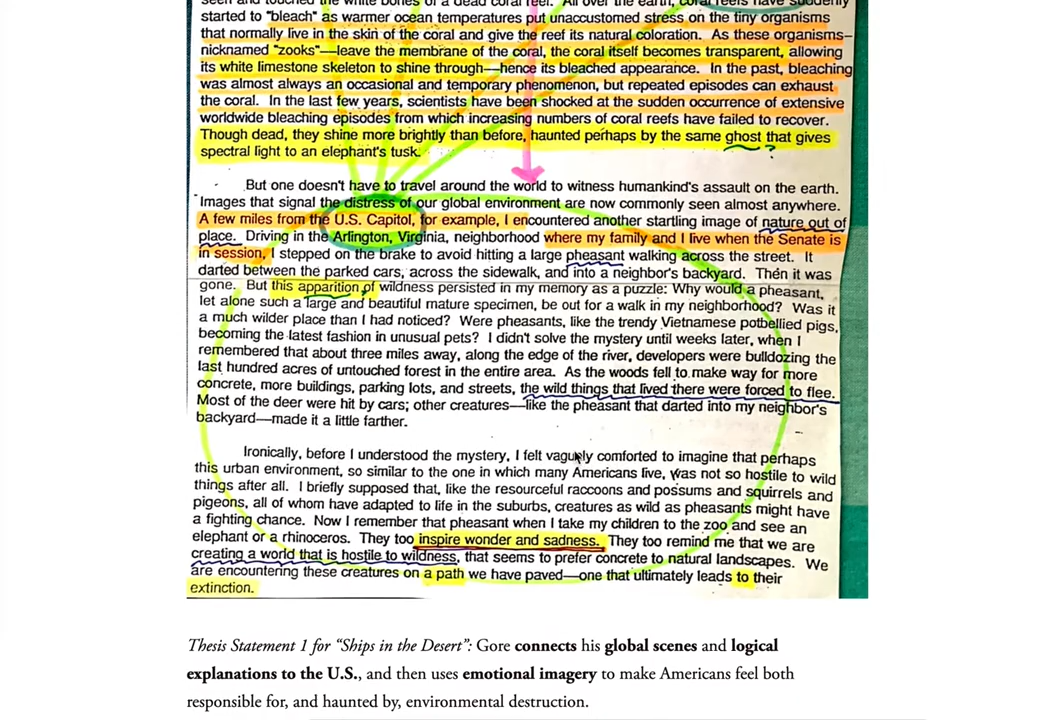 seen and touched the white bones of a dead coral reef. All over the earth, coral reefs have suddenly
started to "bleach" as warmer ocean temperatures put unaccustomed stress on the tiny organisms
that normally live in the skin of the coral and give the reef its natural coloration. As these organisms—
nicknamed "zooks"—leave the membrane of the coral, the coral itself becomes transparent, allowing
its white limestone skeleton to shine through—hence its bleached appearance. In the past, bleaching
was almost always an occasional and temporary phenomenon, but repeated episodes can exhaust
the coral. In the last few years, scientists have been shocked at the sudden occurrence of extensive
worldwide bleaching episodes from which increasing numbers of coral reefs have failed to recover.
Though dead, they shine more brightly than before, haunted perhaps by the same ghost that gives
spectral light to an elephant's tusk.
?
But one doesn't have to travel around the world to witness humankind's assault on the earth.
Images that signal the distress of our global environment are now commonly seen almost anywhere.
A few miles from the U.S. Capitol, for example, I encountered another startling image of nature out of
place. Driving in the Arlington, Virginia, neighborhood where my family and I live when the Senate is
in session, I stepped on the brake to avoid hitting a large pheasant walking across the street. It
darted between the parked cars, across the sidewalk, and into a neighbor's backyard. Then it was
gone. But this apparition of wildness persisted in my memory as a puzzle: Why would a pheasant,
let alone such a large and beautiful mature specimen, be out for a walk in my neighborhood? Was it
a much wilder place than I had noticed? Were pheasants, like the trendy Vietnamese potbellied pigs,
becoming the latest fashion in unusual pets? I didn't solve the mystery until weeks later, when I
remembered that about three miles away, along the edge of the river, developers were bulldozing the
last hundred acres of untouched forest in the entire area. As the woods fell to make way for more
concrete, more buildings, parking lots, and streets, the wild things that lived there were forced to flee.
Most of the deer were hit by cars; other creatures—like the pheasant that darted into my neighbor's
backyard—made it a little farther.
Ironically, before I understood the mystery, I felt vaguely comforted to imagine that perhaps
this urban environment, so similar to the one in which many Americans live, was not so hostile to wild
things after all. I briefly supposed that, like the resourceful raccoons and possums and squirrels and
pigeons, all of whom have adapted to life in the suburbs, creatures as wild as pheasants might have
a fighting chance. Now I remember that pheasant when I take my children to the zoo and see an
elephant or a rhinoceros. They too inspire wonder and sadness. They too remind me that we are
creating a world that is hostile to wildness, that seems to prefer concrete to natural landscapes. We
are encountering these creatures on a path we have paved—one that ultimately leads to their
extinction.
Thesis Statement 1 for “Ships in the Desert”: Gore connects his global scenes and logical
explanations to the U.S., and then uses emotional imagery to make Americans feel both
responsible for, and haunted by, environmental destruction.